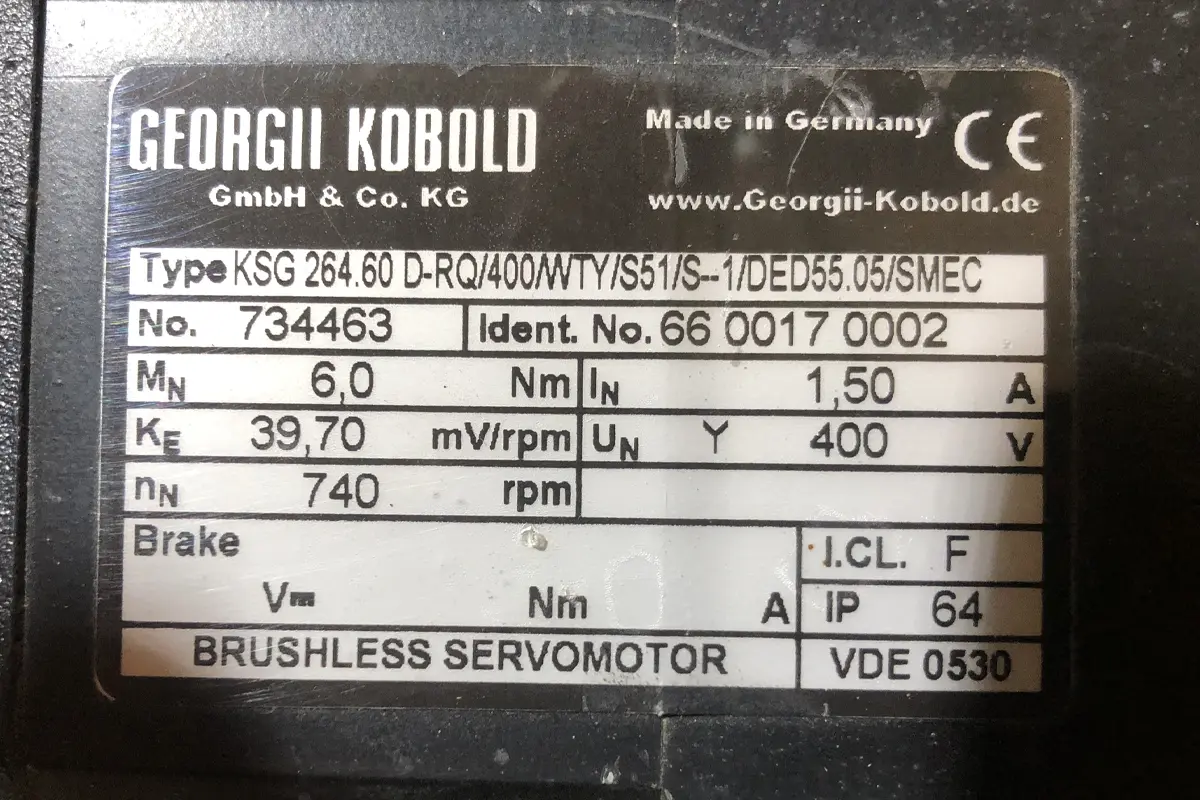 GEORGII KOBOLD
GmbH & Co. KG
Made in Germany CE
www.Georgii-Kobold.de
Type KSG 264.60 D-RQ/400/WTY/S51/S--1/DED55.05/SMEC
No. 734463 Ident. No. 66 0017 0002
MN 6,0 Nm IN 1,50 A
KE 39,70 mV/rpm UN Y 400 V
nN 740 rpm
Brake I.CL. F
V Nm A IP 64
BRUSHLESS SERVOMOTOR VDE 0530